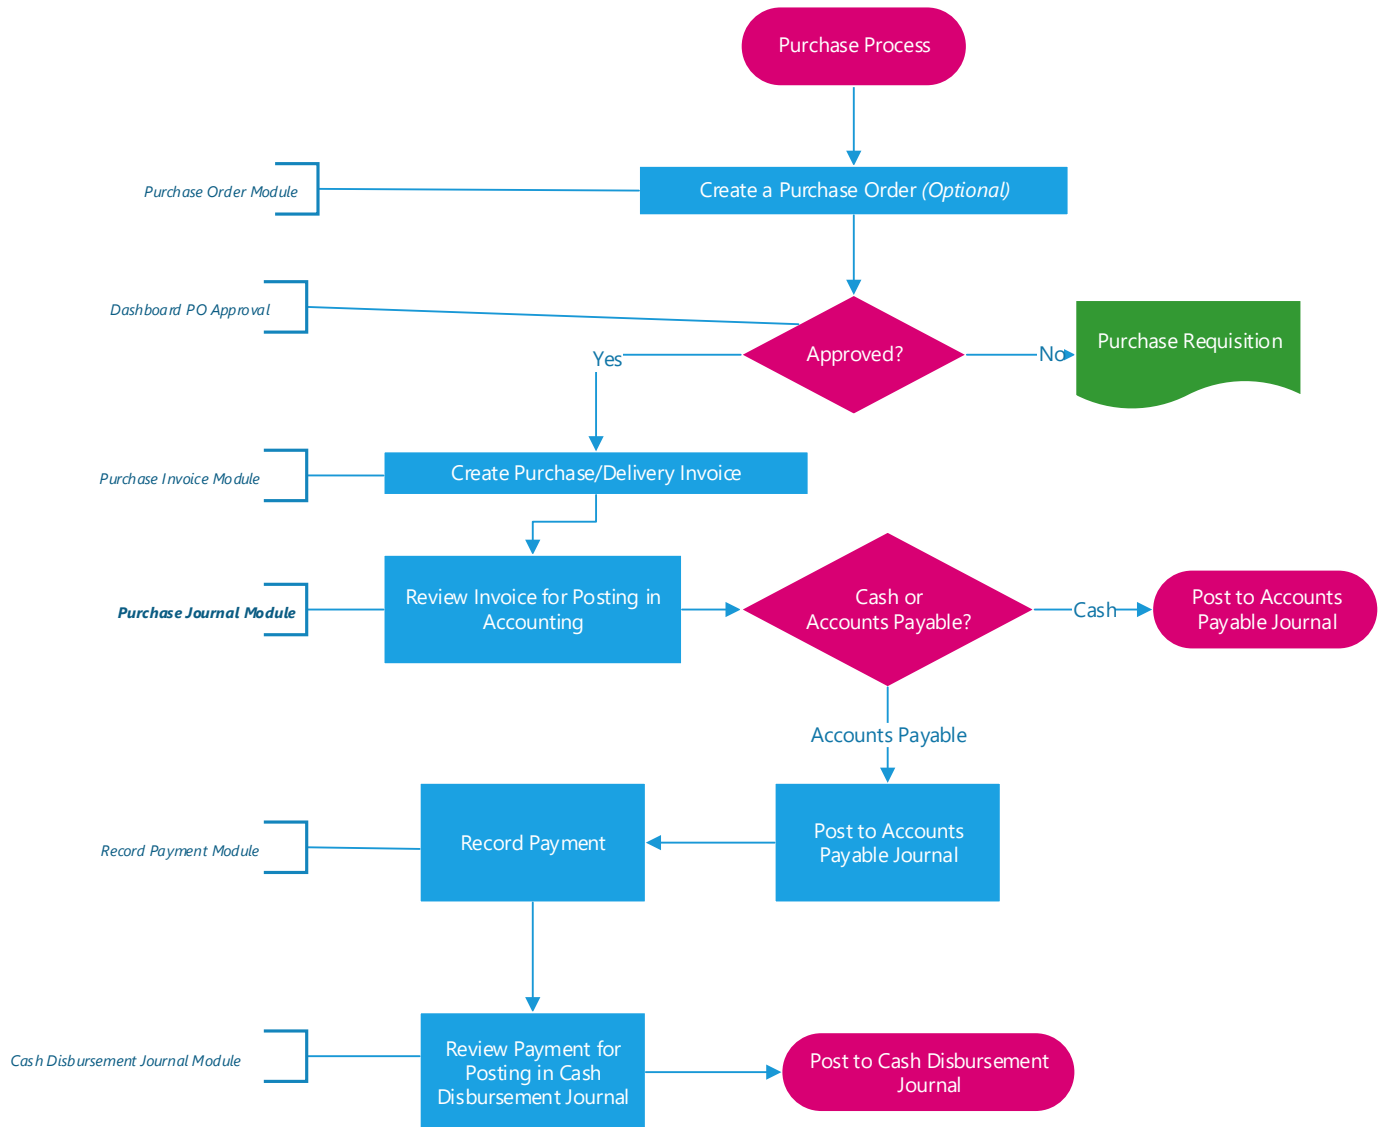 Purchase Process
Purchase Order Module
Create a Purchase Order (Optional)
Dashboard PO Approval
Approved?
Yes
No
Purchase Requisition
Purchase Invoice Module
Create Purchase/Delivery Invoice
Purchase Journal Module
Review Invoice for Posting in
Accounting
Cash or
Accounts Payable?
Cash
Post to Accounts
Payable Journal
Accounts Payable
Record Payment Module
Record Payment
Post to Accounts
Payable Journal
Cash Disbursement Journal Module
Review Payment for
Posting in Cash
Disbursement Journal
Post to Cash Disbursement
Journal